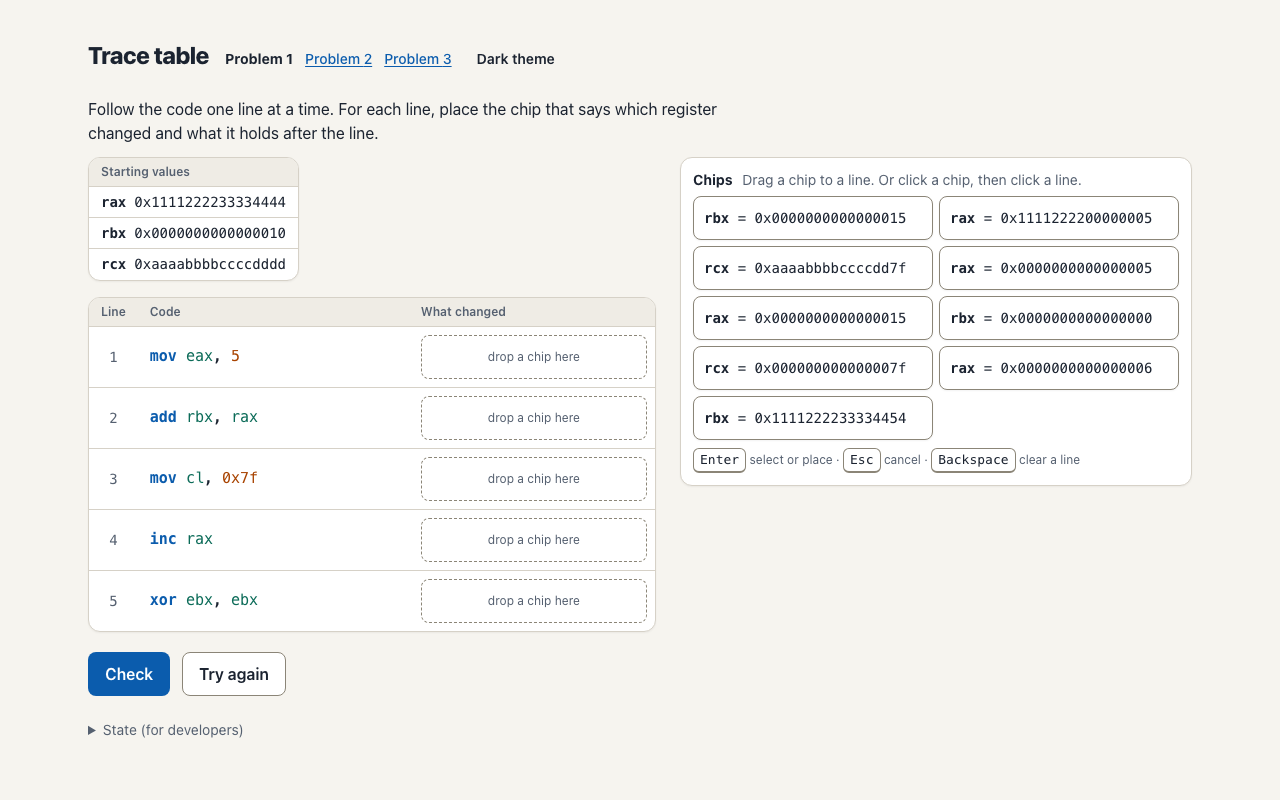 Trace table Problem 1 Problem 2 Problem 3 Dark theme
Follow the code one line at a time. For each line, place the chip that says which register
changed and what it holds after the line.
Starting values
rax 0x1111222233334444
rbx 0x0000000000000010
rcx 0xaaaabbbbccccdddd
Line Code What changed
1 mov eax, 5 drop a chip here
2 add rbx, rax drop a chip here
3 mov cl, 0x7f drop a chip here
4 inc rax drop a chip here
5 xor ebx, ebx drop a chip here
Check Try again
▶ State (for developers)
Chips Drag a chip to a line. Or click a chip, then click a line.
rbx = 0x0000000000000015 rax = 0x1111222200000005
rcx = 0xaaaabbbbccccdd7f rax = 0x0000000000000005
rax = 0x0000000000000015 rbx = 0x0000000000000000
rcx = 0x000000000000007f rax = 0x0000000000000006
rbx = 0x1111222233334454
Enter select or place · Esc cancel · Backspace clear a line